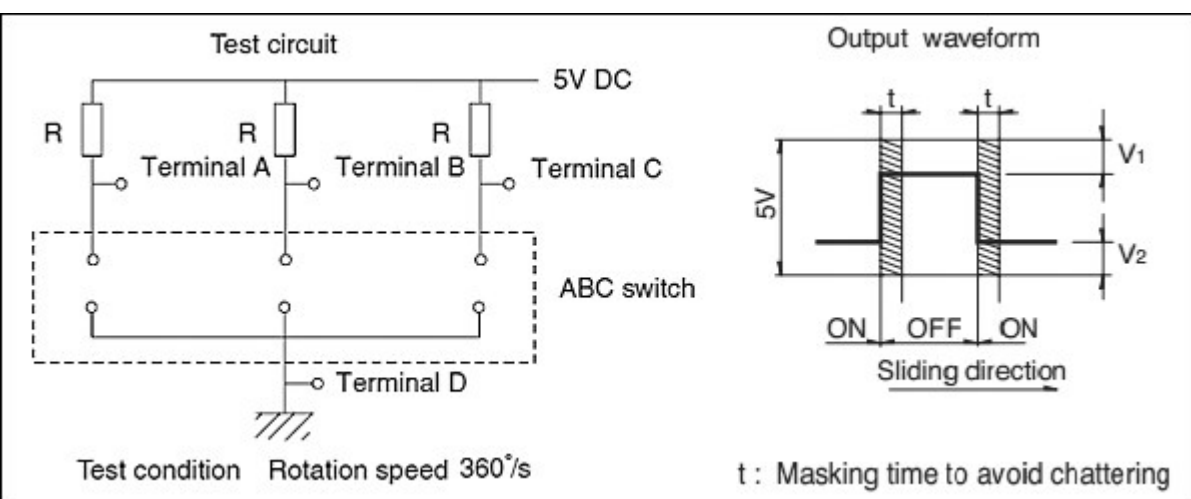 Test circuit
5V DC
R
R
R
Terminal A
Terminal B
Terminal C
ABC switch
Terminal D
Test condition Rotation speed 360°/s
Output waveform
t
t
V1
5V
V2
ON
OFF
ON
Sliding direction
t : Masking time to avoid chattering